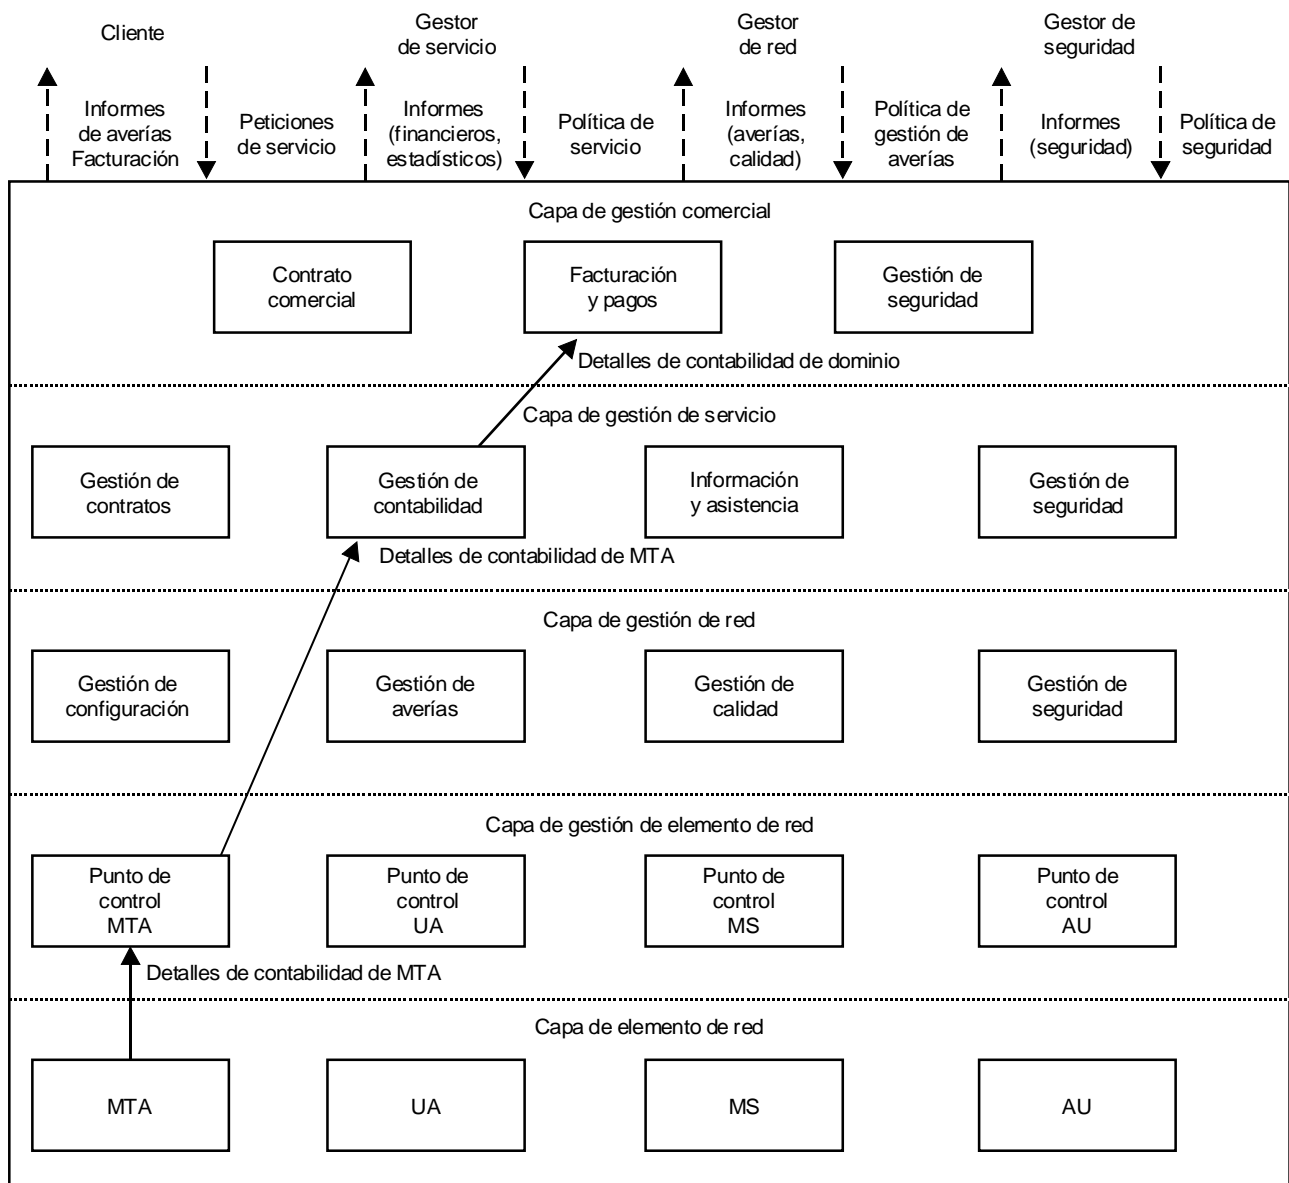 Cliente
Gestor
de servicio
Gestor
de red
Gestor de
seguridad
Informes
de averías
Facturación
Peticiones
de servicio
Informes
(financieros,
estadísticos)
Política de
servicio
Informes
(averías,
calidad)
Política de
gestión de
averías
Informes
(seguridad)
Política de
seguridad
Capa de gestión comercial
Contrato
comercial
Facturación
y pagos
Gestión de
seguridad
Detalles de contabilidad de dominio
Capa de gestión de servicio
Gestión de
contratos
Gestión de
contabilidad
Información
y asistencia
Gestión de
seguridad
Detalles de contabilidad de MTA
Capa de gestión de red
Gestión de
configuración
Gestión de
averías
Gestión de
calidad
Gestión de
seguridad
Capa de gestión de elemento de red
Punto de
control
MTA
Punto de
control
UA
Punto de
control
MS
Punto de
control
AU
Detalles de contabilidad de MTA
Capa de elemento de red
MTA
UA
MS
AU